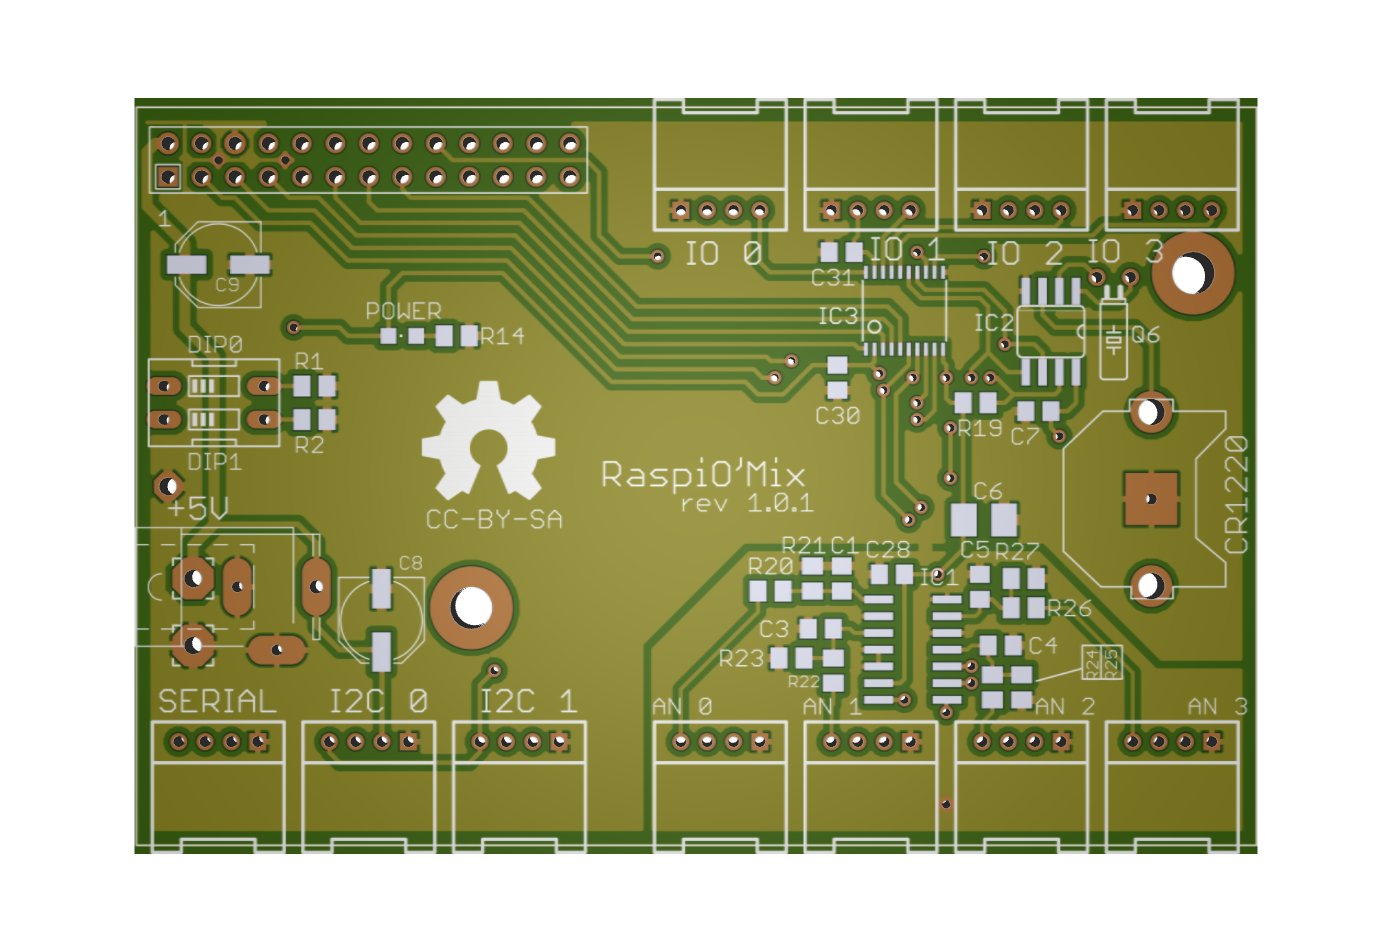 1
IO 0
IO 1
IO 2
IO 3
C31
C9
POWER
R14
IC3
IC2
Q6
DIP0
R1
R2
DIP1
C30
R19
C7
+5V
RaspiO'Mix
rev 1.0.1
CC-BY-SA
C6
CR1220
R21
C1
C28
C5
R27
R20
IC1
C8
R26
C3
C4
R23
R22
R24
R25
SERIAL
I2C 0
I2C 1
AN 0
AN 1
AN 2
AN 3